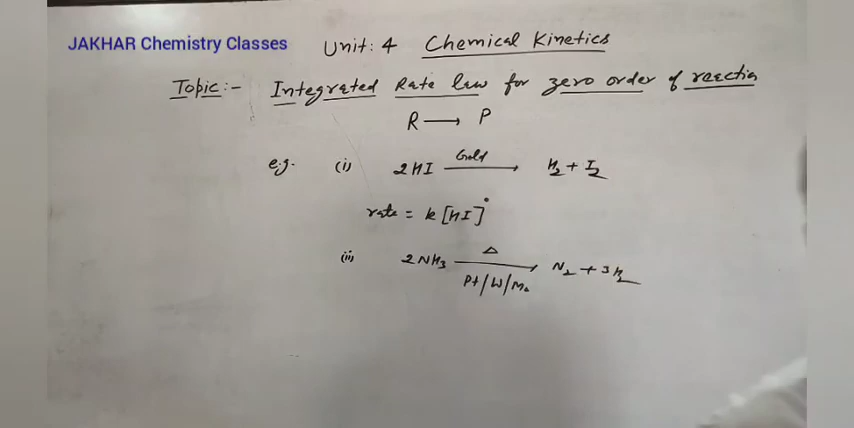 JAKHAR Chemistry Classes
Unit: 4 Chemical Kinetics
Topic:- Integrated Rate law for zero order of reaction
R → P
e.g. (i) 2HI Gold → H₂ + I₂
rate = k [HI]⁰
(ii) 2NH₃ Δ → N₂ + 3H₂
Pt/W/Mo